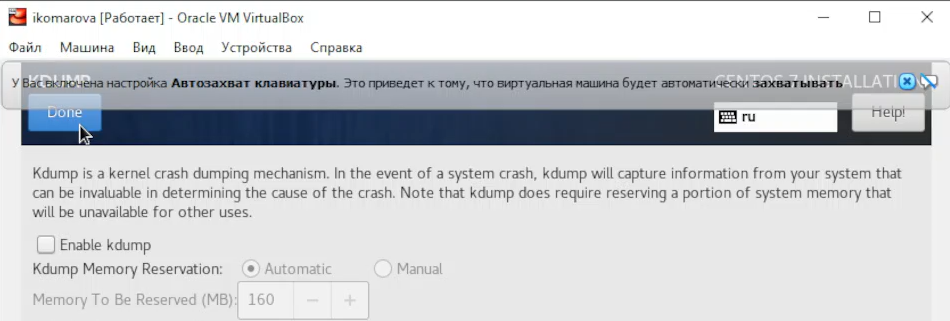 ikomarova [Работает] - Oracle VM VirtualBox
Файл Машина Вид Ввод Устройства Справка
KDUMP CENTOS 7 INSTALLATION
У Вас включена настройка Автозахват клавиатуры. Это приведет к тому, что виртуальная машина будет автоматически захватывать
Done ru Help!
Kdump is a kernel crash dumping mechanism. In the event of a system crash, kdump will capture information from your system that
can be invaluable in determining the cause of the crash. Note that kdump does require reserving a portion of system memory that
will be unavailable for other uses.
Enable kdump
Kdump Memory Reservation: Automatic Manual
Memory To Be Reserved (MB): 160 − +